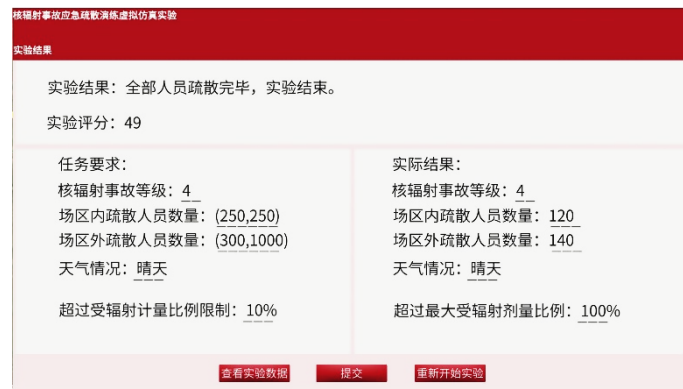 核辐射事故应急疏散演练虚拟仿真实验
实验结果
实验结果：全部人员疏散完毕，实验结束。
实验评分：49
任务要求：
核辐射事故等级：4
场区内疏散人员数量：(250,250)
场区外疏散人员数量：(300,1000)
天气情况：晴天
超过受辐射计量比例限制：10%
实际结果：
核辐射事故等级：4
场区内疏散人员数量：120
场区外疏散人员数量：140
天气情况：晴天
超过最大受辐射剂量比例：100%
查看实验数据
提交
重新开始实验